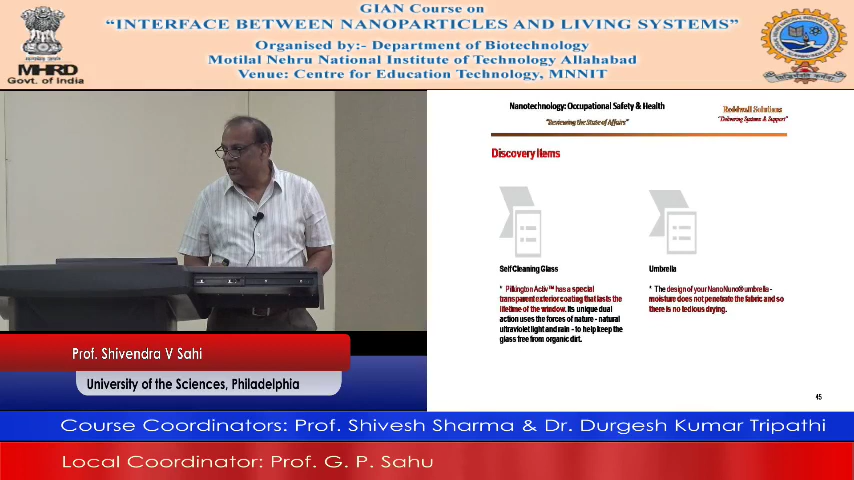 GIAN Course on
“INTERFACE BETWEEN NANOPARTICLES AND LIVING SYSTEMS”
Organised by:- Department of Biotechnology
Motilal Nehru National Institute of Technology Allahabad
Venue: Centre for Education Technology, MNNIT
MHRD
Govt. of India
Nanotechnology: Occupational Safety & Health
"Reviewing the State of Affairs"
Reddwall Solutions
"Delivering Systems & Support"
Discovery Items
Self Cleaning Glass
* Pilkington Activ™ has a special
transparent exterior coating that lasts the
lifetime of the window. Its unique dual
action uses the forces of nature - natural
ultraviolet light and rain - to help keep the
glass free from organic dirt.
Umbrella
* The design of your NanoNuno® umbrella -
moisture does not penetrate the fabric and so
there is no tedious drying.
45
Prof. Shivendra V Sahi
University of the Sciences, Philadelphia
Course Coordinators: Prof. Shivesh Sharma & Dr. Durgesh Kumar Tripathi
Local Coordinator: Prof. G. P. Sahu